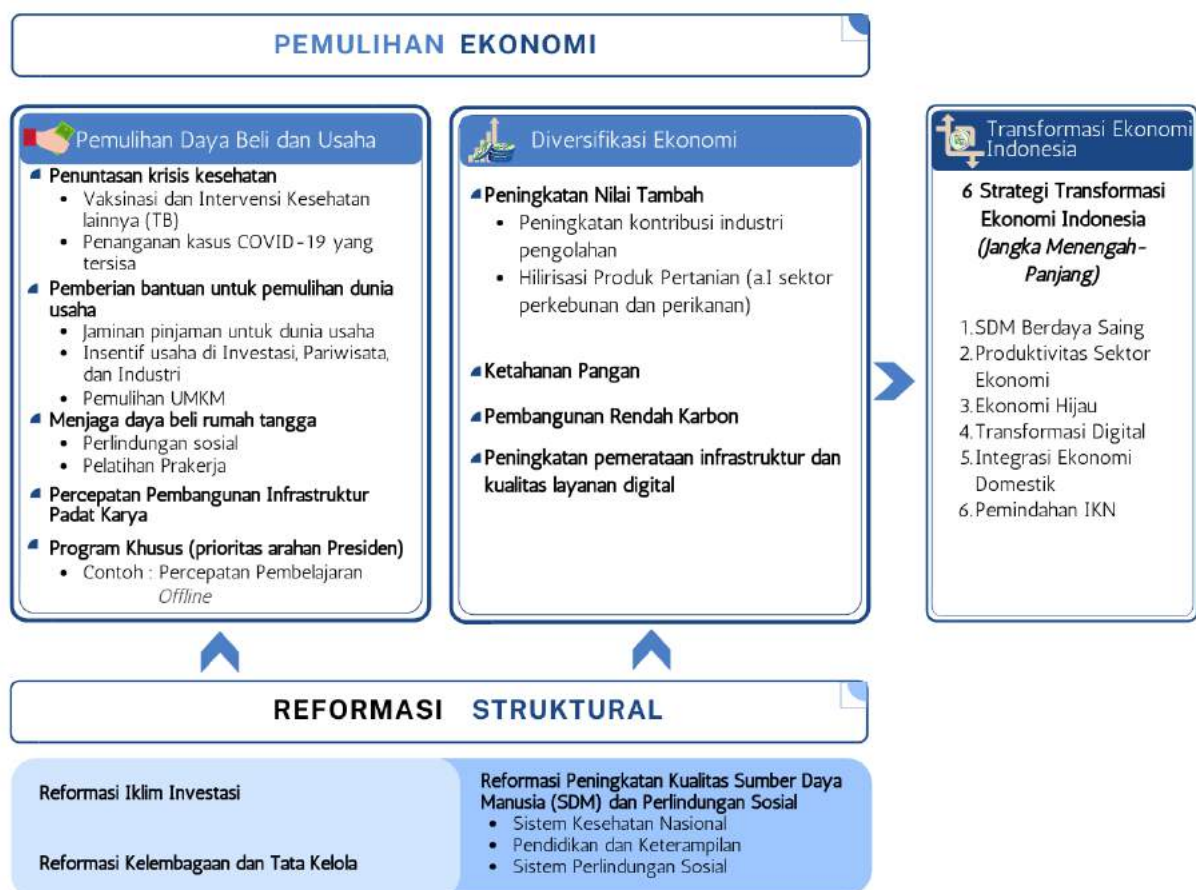 PEMULIHAN EKONOMI
Pemulihan Daya Beli dan Usaha
Penuntasan krisis kesehatan
• Vaksinasi dan Intervensi Kesehatan
lainnya (TB)
• Penanganan kasus COVID-19 yang
tersisa
Pemberian bantuan untuk pemulihan dunia
usaha
• Jaminan pinjaman untuk dunia usaha
• Insentif usaha di Investasi, Pariwisata,
dan Industri
• Pemulihan UMKM
Menjaga daya beli rumah tangga
• Perlindungan sosial
• Pelatihan Prakerja
Percepatan Pembangunan Infrastruktur
Padat Karya
Program Khusus (prioritas arahan Presiden)
• Contoh : Percepatan Pembelajaran
Offline
Diversifikasi Ekonomi
Peningkatan Nilai Tambah
• Peningkatan kontribusi industri
pengolahan
• Hilirisasi Produk Pertanian (a.l sektor
perkebunan dan perikanan)
Ketahanan Pangan
Pembangunan Rendah Karbon
Peningkatan pemerataan infrastruktur dan
kualitas layanan digital
Transformasi Ekonomi
Indonesia
6 Strategi Transformasi
Ekonomi Indonesia
(Jangka Menengah-
Panjang)
1. SDM Berdaya Saing
2. Produktivitas Sektor
Ekonomi
3. Ekonomi Hijau
4. Transformasi Digital
5. Integrasi Ekonomi
Domestik
6. Pemindahan IKN
REFORMASI STRUKTURAL
Reformasi Iklim Investasi
Reformasi Kelembagaan dan Tata Kelola
Reformasi Peningkatan Kualitas Sumber Daya
Manusia (SDM) dan Perlindungan Sosial
• Sistem Kesehatan Nasional
• Pendidikan dan Keterampilan
• Sistem Perlindungan Sosial